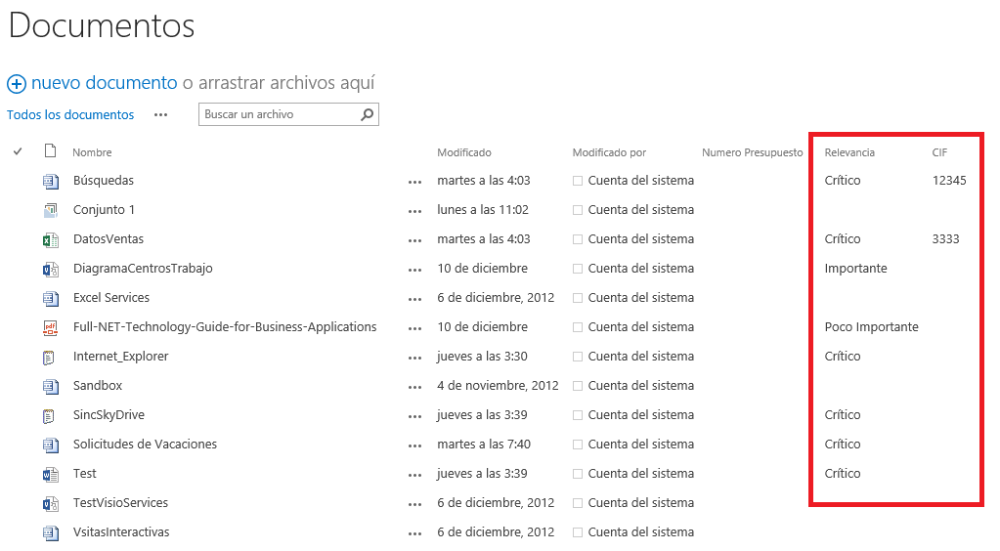 Documentos
nuevo documento o arrastrar archivos aquí
Todos los documentos ••• Buscar un archivo
Nombre Modificado Modificado por Numero Presupuesto Relevancia CIF
Búsquedas ••• martes a las 4:03 Cuenta del sistema Crítico 12345
Conjunto 1 ••• lunes a las 11:02 Cuenta del sistema
DatosVentas ••• martes a las 4:03 Cuenta del sistema Crítico 3333
DiagramaCentrosTrabajo ••• 10 de diciembre Cuenta del sistema Importante
Excel Services ••• 6 de diciembre, 2012 Cuenta del sistema
Full-NET-Technology-Guide-for-Business-Applications ••• 10 de diciembre Cuenta del sistema Poco Importante
Internet_Explorer ••• jueves a las 3:30 Cuenta del sistema Crítico
Sandbox ••• 4 de noviembre, 2012 Cuenta del sistema
SincSkyDrive ••• jueves a las 3:39 Cuenta del sistema Crítico
Solicitudes de Vacaciones ••• martes a las 7:40 Cuenta del sistema Crítico
Test ••• jueves a las 3:39 Cuenta del sistema Crítico
TestVisioServices ••• 6 de diciembre, 2012 Cuenta del sistema
VsitasInteractivas ••• 6 de diciembre, 2012 Cuenta del sistema